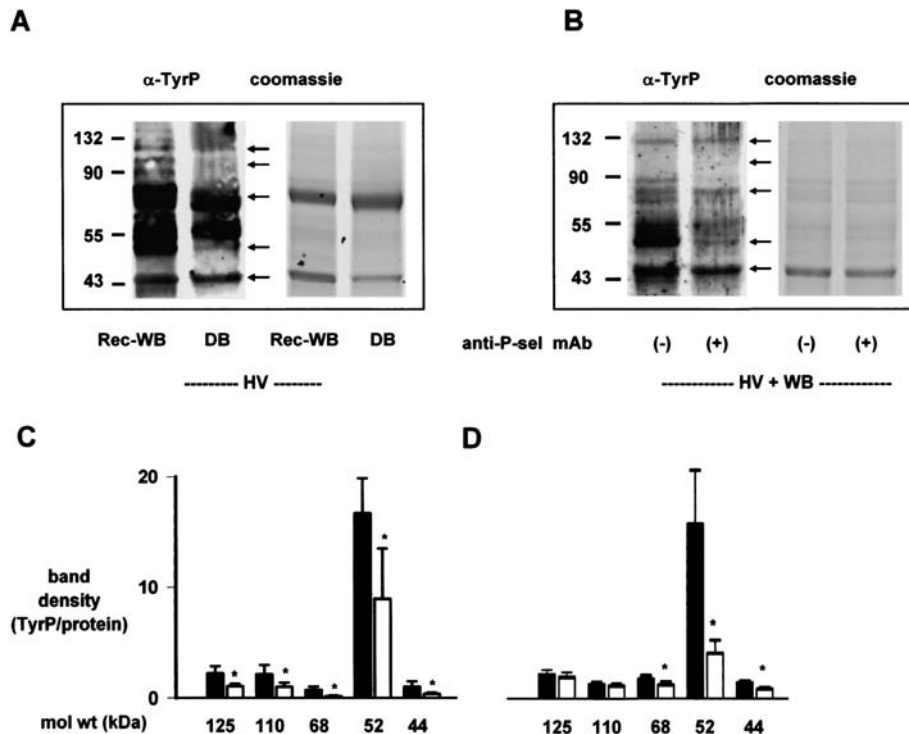 A
α-TyrP coomassie
132
90
55
43
Rec-WB DB Rec-WB DB
--------- HV --------
B
α-TyrP coomassie
132
90
55
43
anti-P-sel mAb (-) (+) (-) (+)
------------ HV + WB ------------
C
20
10
0
band
density
(TyrP/protein)
* * * * *
mol wt (kDa) 125 110 68 52 44
D
* * *
125 110 68 52 44